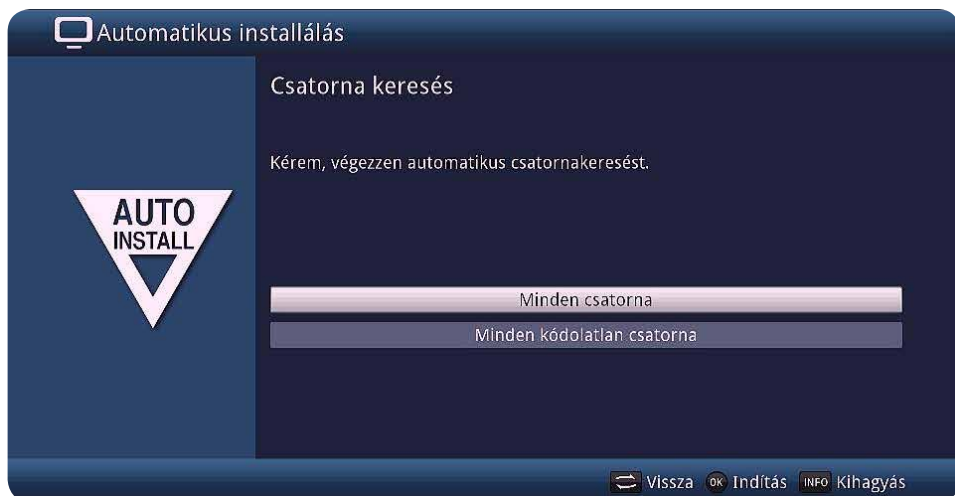 Automatikus installálás
Csatorna keresés
Kérem, végezzen automatikus csatornakeresést.
AUTO
INSTALL
Minden csatorna
Minden kódolatlan csatorna
Vissza OK Indítás INFO Kihagyás